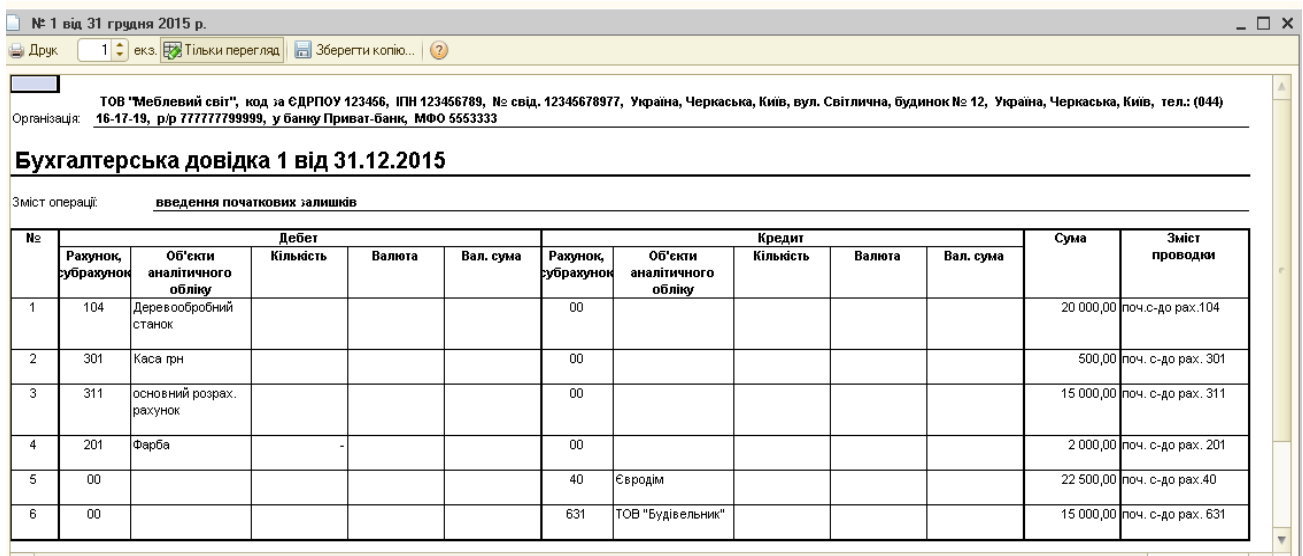 № 1 від 31 грудня 2015 р.
Друк 1 екз. Тільки перегляд Зберегти копію...
ТОВ "Меблевий світ", код за ЄДРПОУ 123456, ІПН 123456789, № свід. 12345678977, Україна, Черкаська, Київ, вул. Світлична, будинок № 12, Україна, Черкаська, Київ, тел.: (044)
Організація: 16-17-19, р/р 777777799999, у банку Приват-банк, МФО 5553333
Бухгалтерська довідка 1 від 31.12.2015
Зміст операції: введення початкових залишків
№ Дебет Кредит Сума Зміст
Рахунок, Об'єкти Кількість Валюта Вал. сума Рахунок, Об'єкти Кількість Валюта Вал. сума проводки
субрахунок аналітичного субрахунок аналітичного
обліку обліку
1 104 Деревообробний 00 20 000,00 поч.с-до рах.104
станок
2 301 Каса грн 00 500,00 поч. с-до рах. 301
3 311 основний розрах. 00 15 000,00 поч. с-до рах. 311
рахунок
4 201 Фарба - 00 2 000,00 поч. с-до рах. 201
5 00 40 Євродім 22 500,00 поч. с-до рах.40
6 00 631 ТОВ "Будівельник" 15 000,00 поч. с-до рах. 631